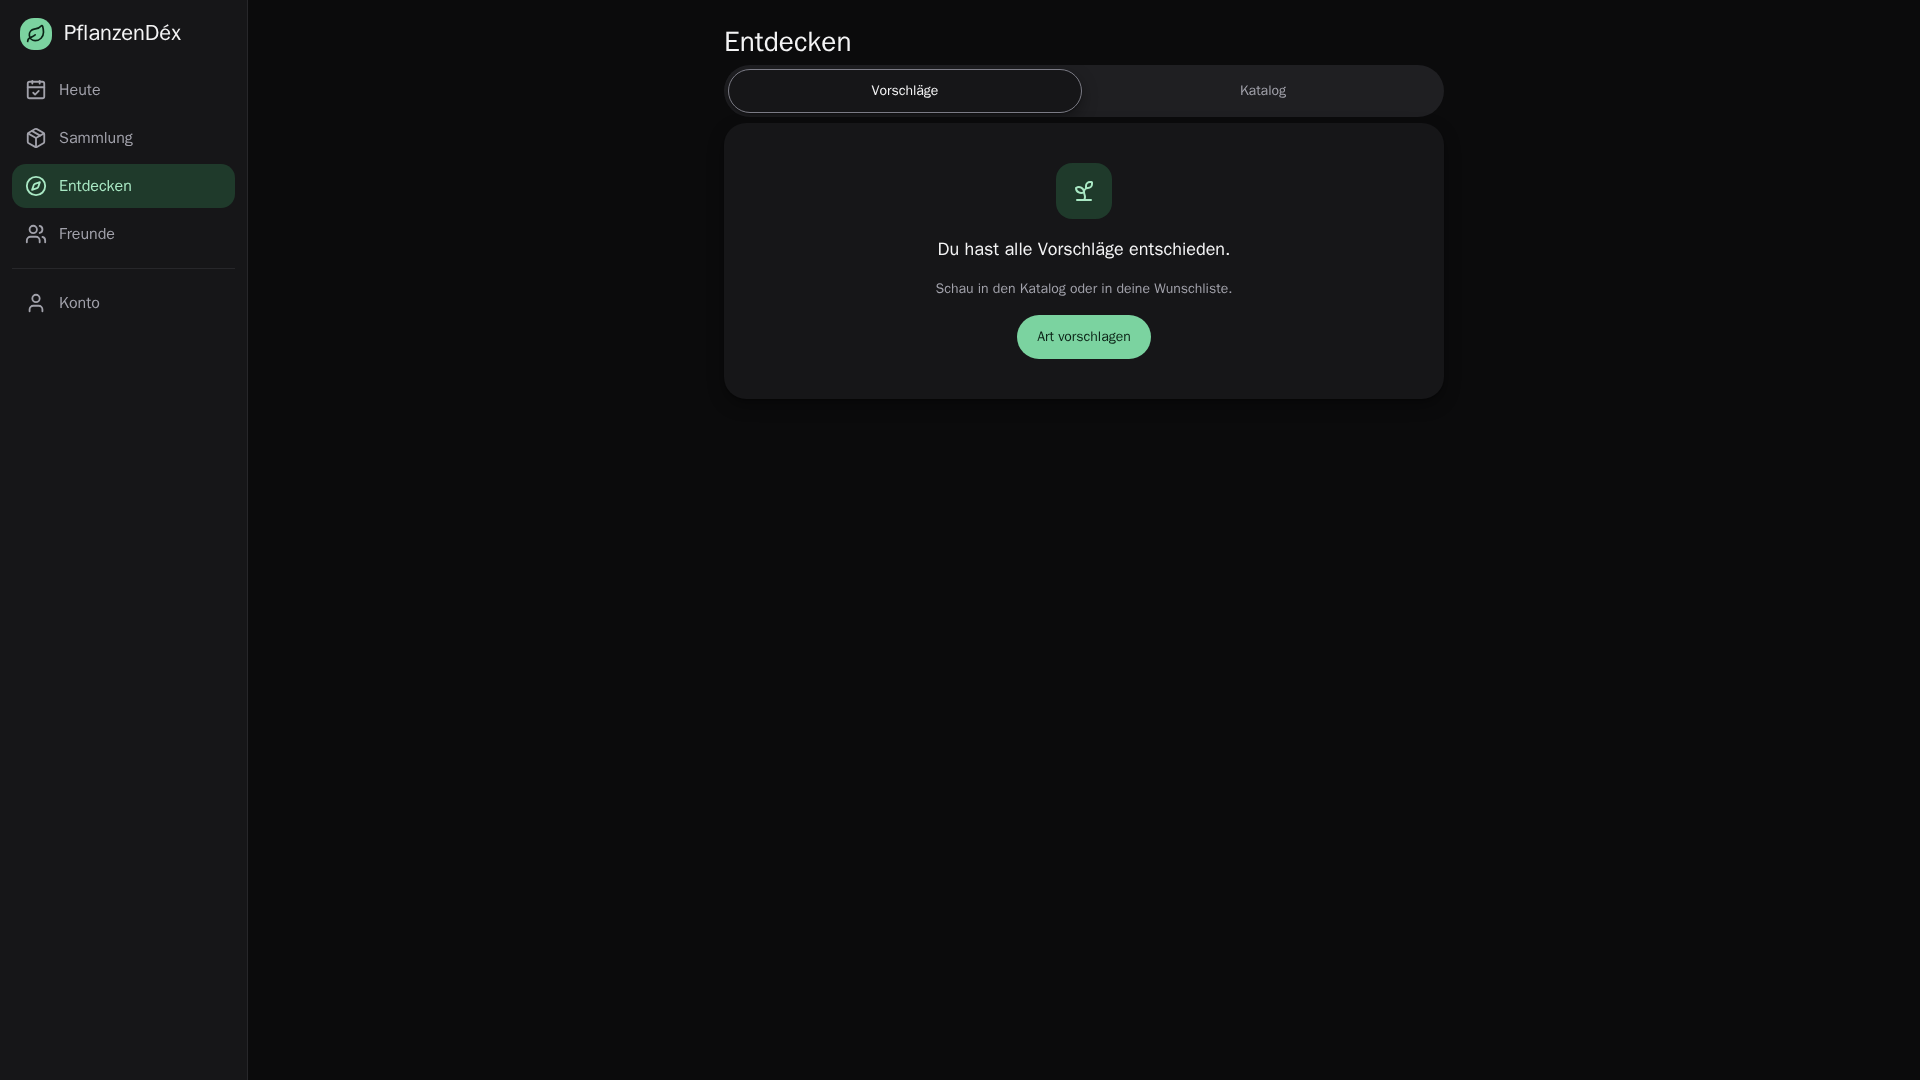 PflanzenDéx
Heute
Sammlung
Entdecken
Freunde
Konto
Entdecken
Vorschläge
Katalog
Du hast alle Vorschläge entschieden.
Schau in den Katalog oder in deine Wunschliste.
Art vorschlagen